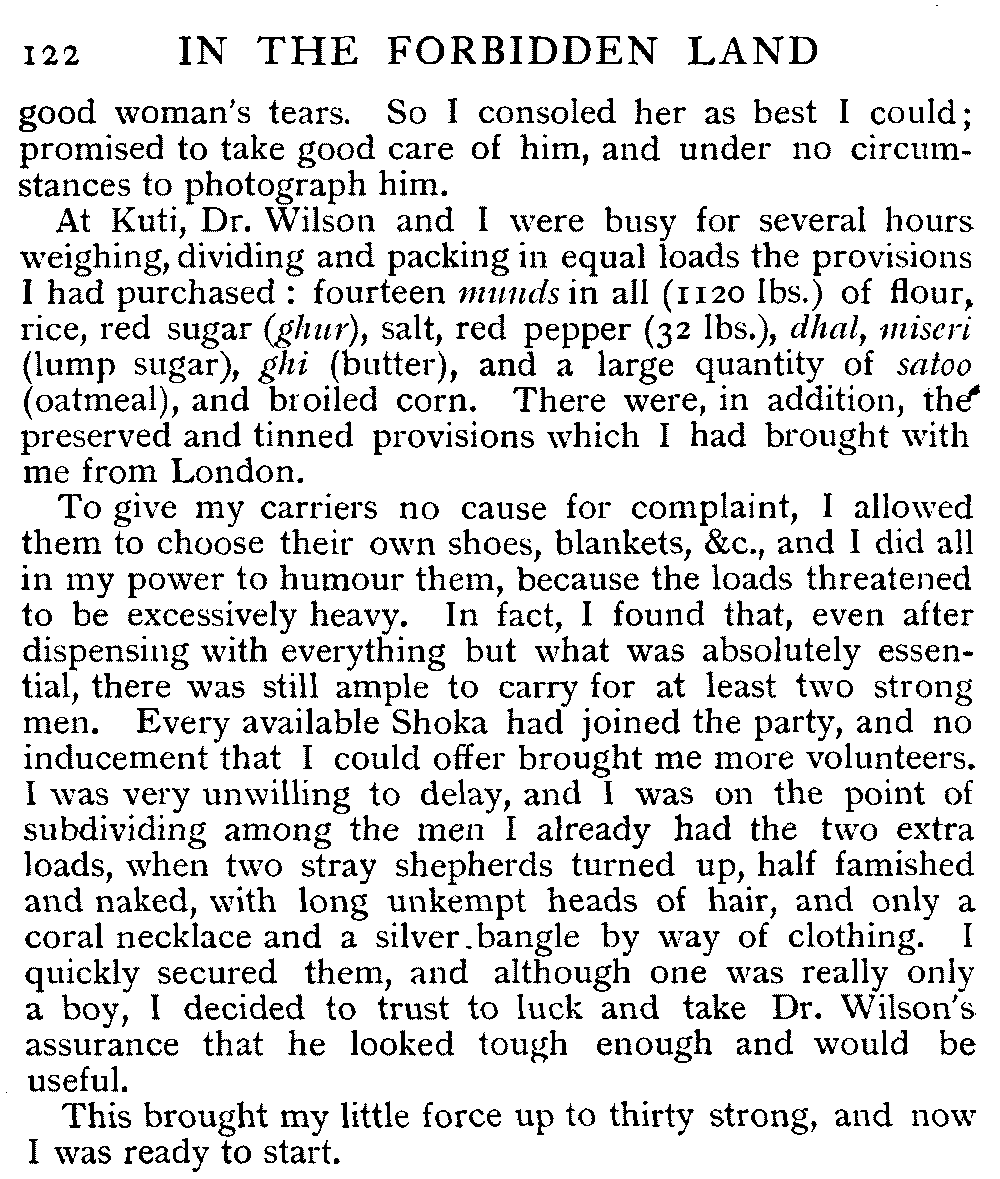 122 IN THE FORBIDDEN LAND
good woman's tears. So I consoled her as best I could;
promised to take good care of him, and under no circum-
stances to photograph him.
At Kuti, Dr. Wilson and I were busy for several hours
weighing, dividing and packing in equal loads the provisions
I had purchased : fourteen munds in all (1120 lbs.) of flour,
rice, red sugar (ghur), salt, red pepper (32 lbs.), dhal, miseri
(lump sugar), ghi (butter), and a large quantity of satoo
(oatmeal), and broiled corn. There were, in addition, the
preserved and tinned provisions which I had brought with
me from London.
To give my carriers no cause for complaint, I allowed
them to choose their own shoes, blankets, &c., and I did all
in my power to humour them, because the loads threatened
to be excessively heavy. In fact, I found that, even after
dispensing with everything but what was absolutely essen-
tial, there was still ample to carry for at least two strong
men. Every available Shoka had joined the party, and no
inducement that I could offer brought me more volunteers.
I was very unwilling to delay, and I was on the point of
subdividing among the men I already had the two extra
loads, when two stray shepherds turned up, half famished
and naked, with long unkempt heads of hair, and only a
coral necklace and a silver bangle by way of clothing. I
quickly secured them, and although one was really only
a boy, I decided to trust to luck and take Dr. Wilson's
assurance that he looked tough enough and would be
useful.
This brought my little force up to thirty strong, and now
I was ready to start.